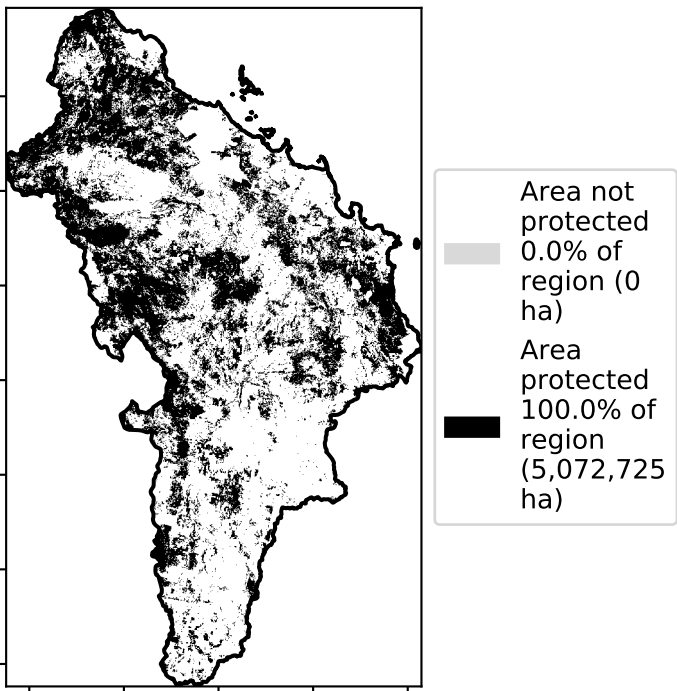 Area not
protected
0.0% of
region (0
ha)
Area
protected
100.0% of
region
(5,072,725
ha)